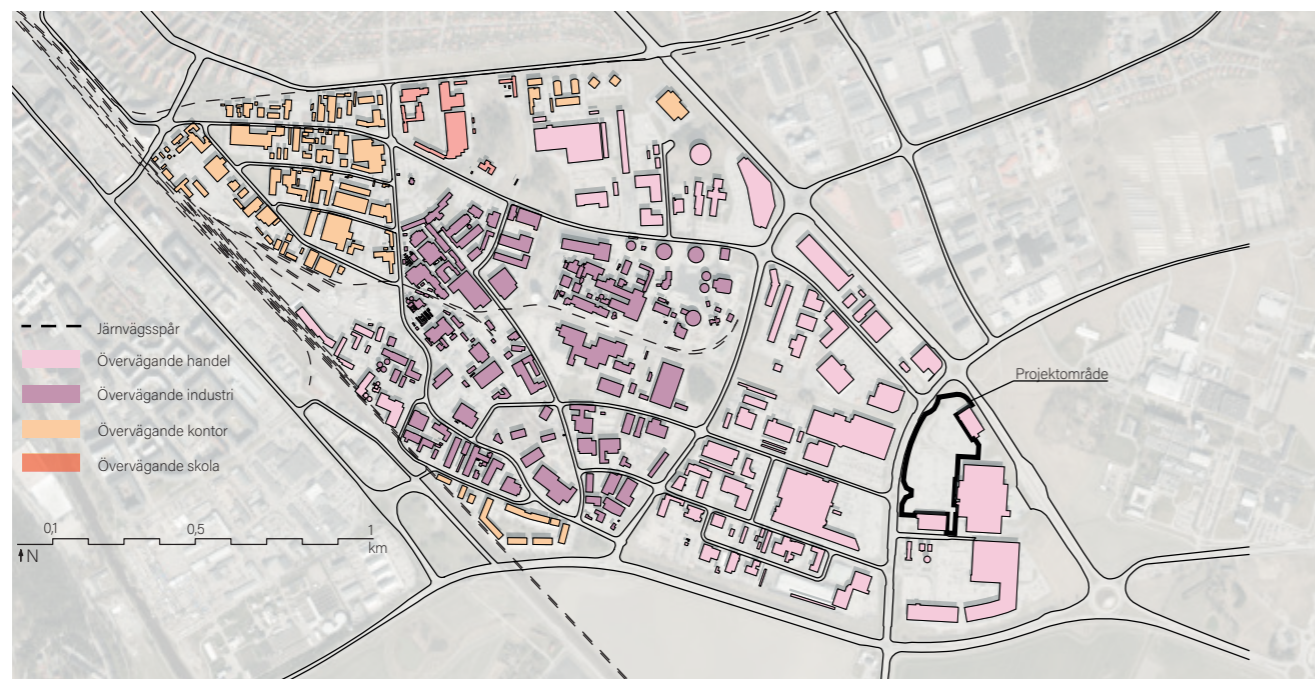 Järnvägsspår
Övervägande handel
Övervägande industri
Övervägande kontor
Övervägande skola
Projektområde
0,1 0,5 1
km
N